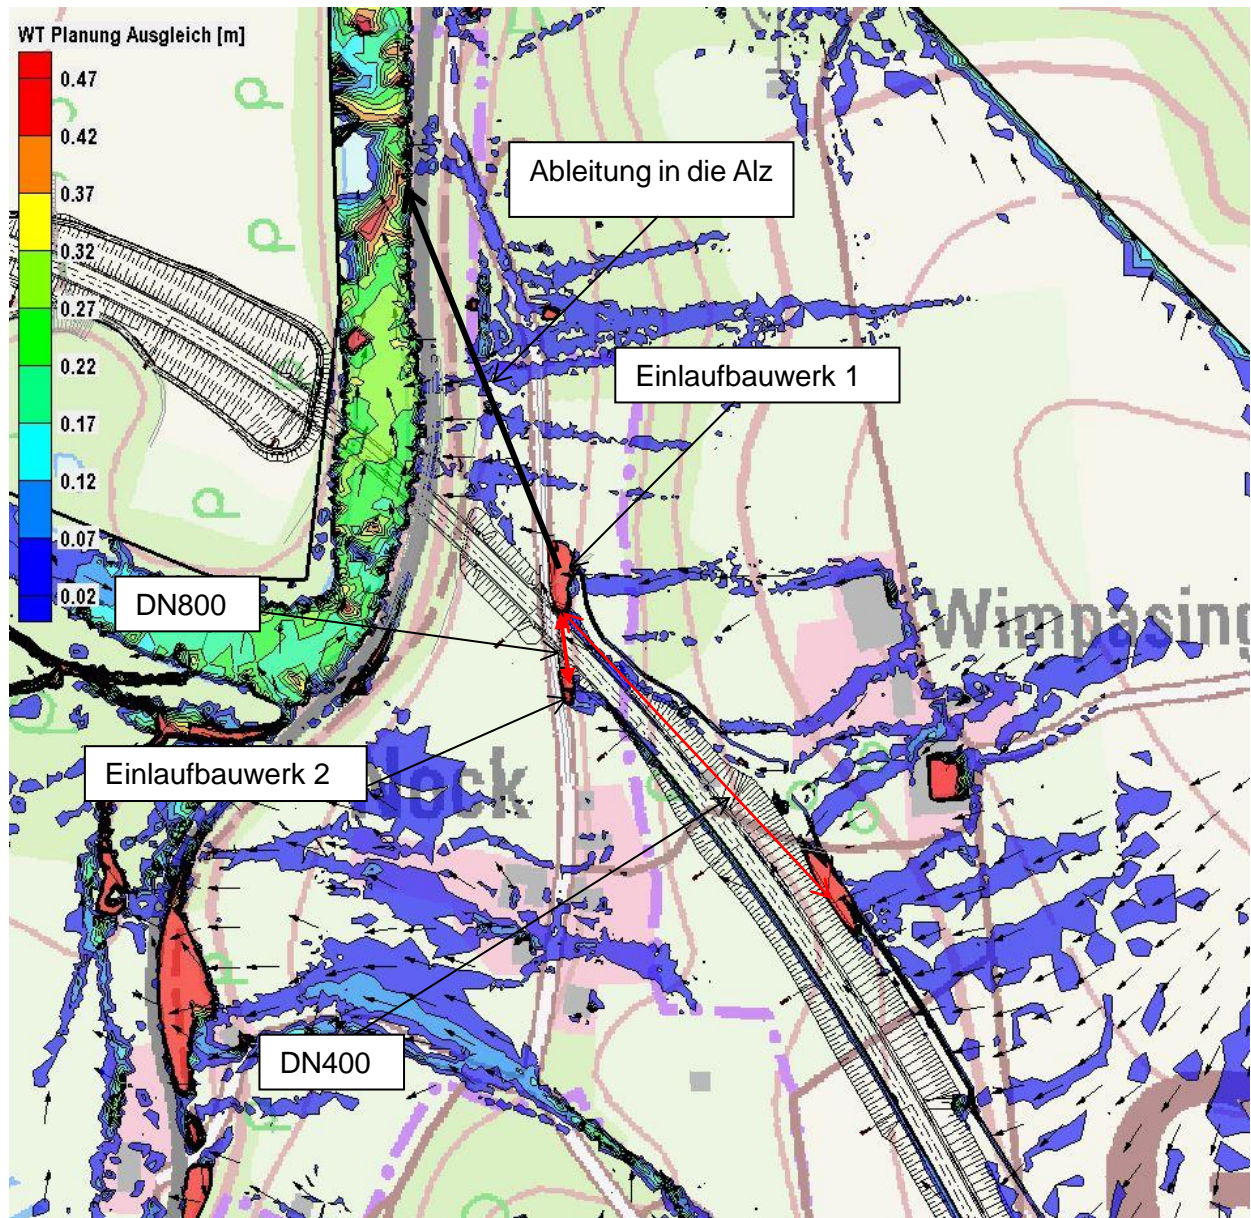 WT Planung Ausgleich [m]
0.47
0.42
0.37
0.32
0.27
0.22
0.17
0.12
0.07
0.02
Ableitung in die Alz
Einlaufbauwerk 1
DN800
Wimpasing
Einlaufbauwerk 2
Nock
DN400